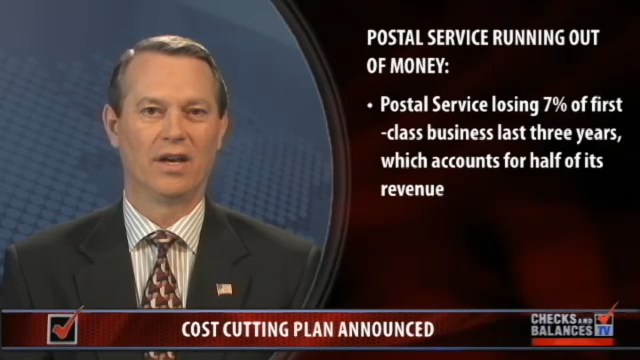 POSTAL SERVICE RUNNING OUT
OF MONEY:
• Postal Service losing 7% of first
-class business last three years,
which accounts for half of its
revenue
COST CUTTING PLAN ANNOUNCED
CHECKS AND
BALANCES TV